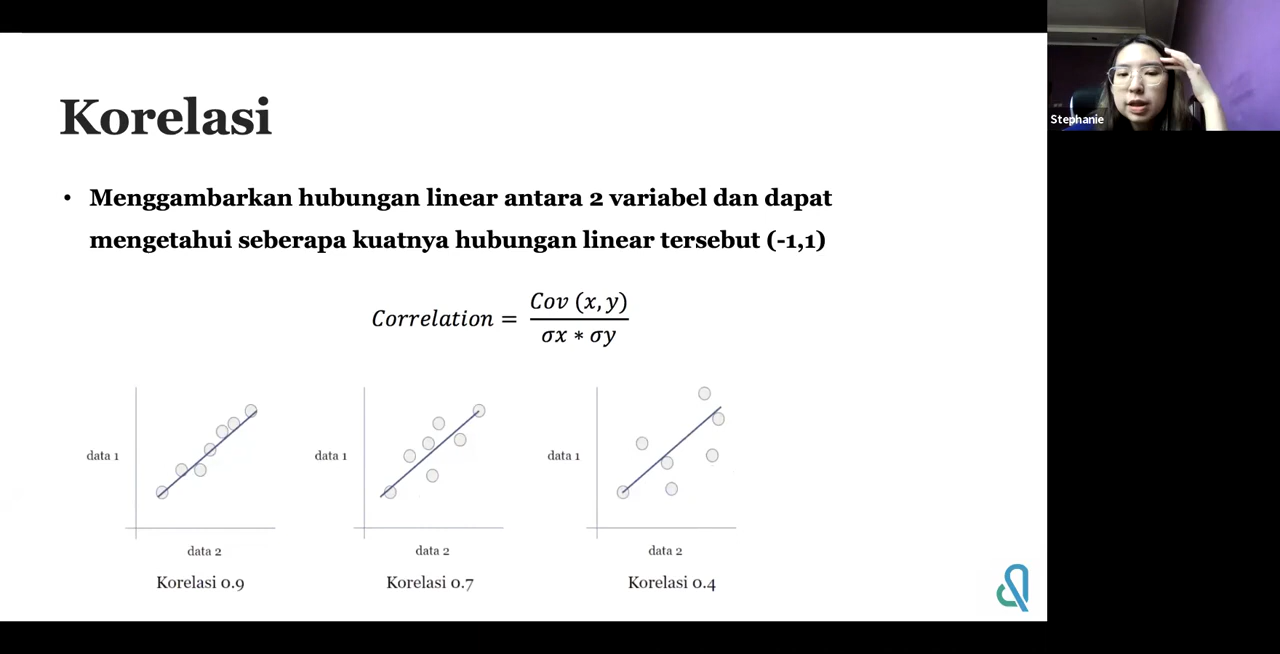 Korelasi
Stephanie
• Menggambarkan hubungan linear antara 2 variabel dan dapat
mengetahui seberapa kuatnya hubungan linear tersebut (-1,1)
Correlation = Cov (x, y)
σx * σy
data 1
data 2
Korelasi 0.9
data 1
data 2
Korelasi 0.7
data 1
data 2
Korelasi 0.4